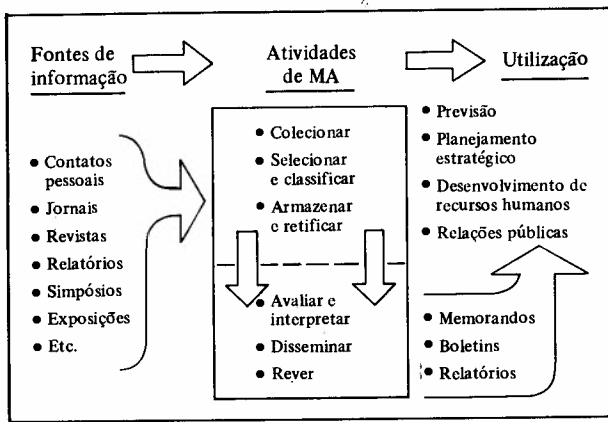 Fontes de
informação
Atividades
de MA
Utilização
• Contatos
pessoais
• Jornais
• Revistas
• Relatórios
• Simpósios
• Exposições
• Etc.
• Colecionar
• Selecionar
e classificar
• Armazenar
e retificar
• Avaliar e
interpretar
• Disseminar
• Rever
• Previsão
• Planejamento
estratégico
• Desenvolvimento de
recursos humanos
• Relações públicas
• Memorandos
• Boletins
• Relatórios